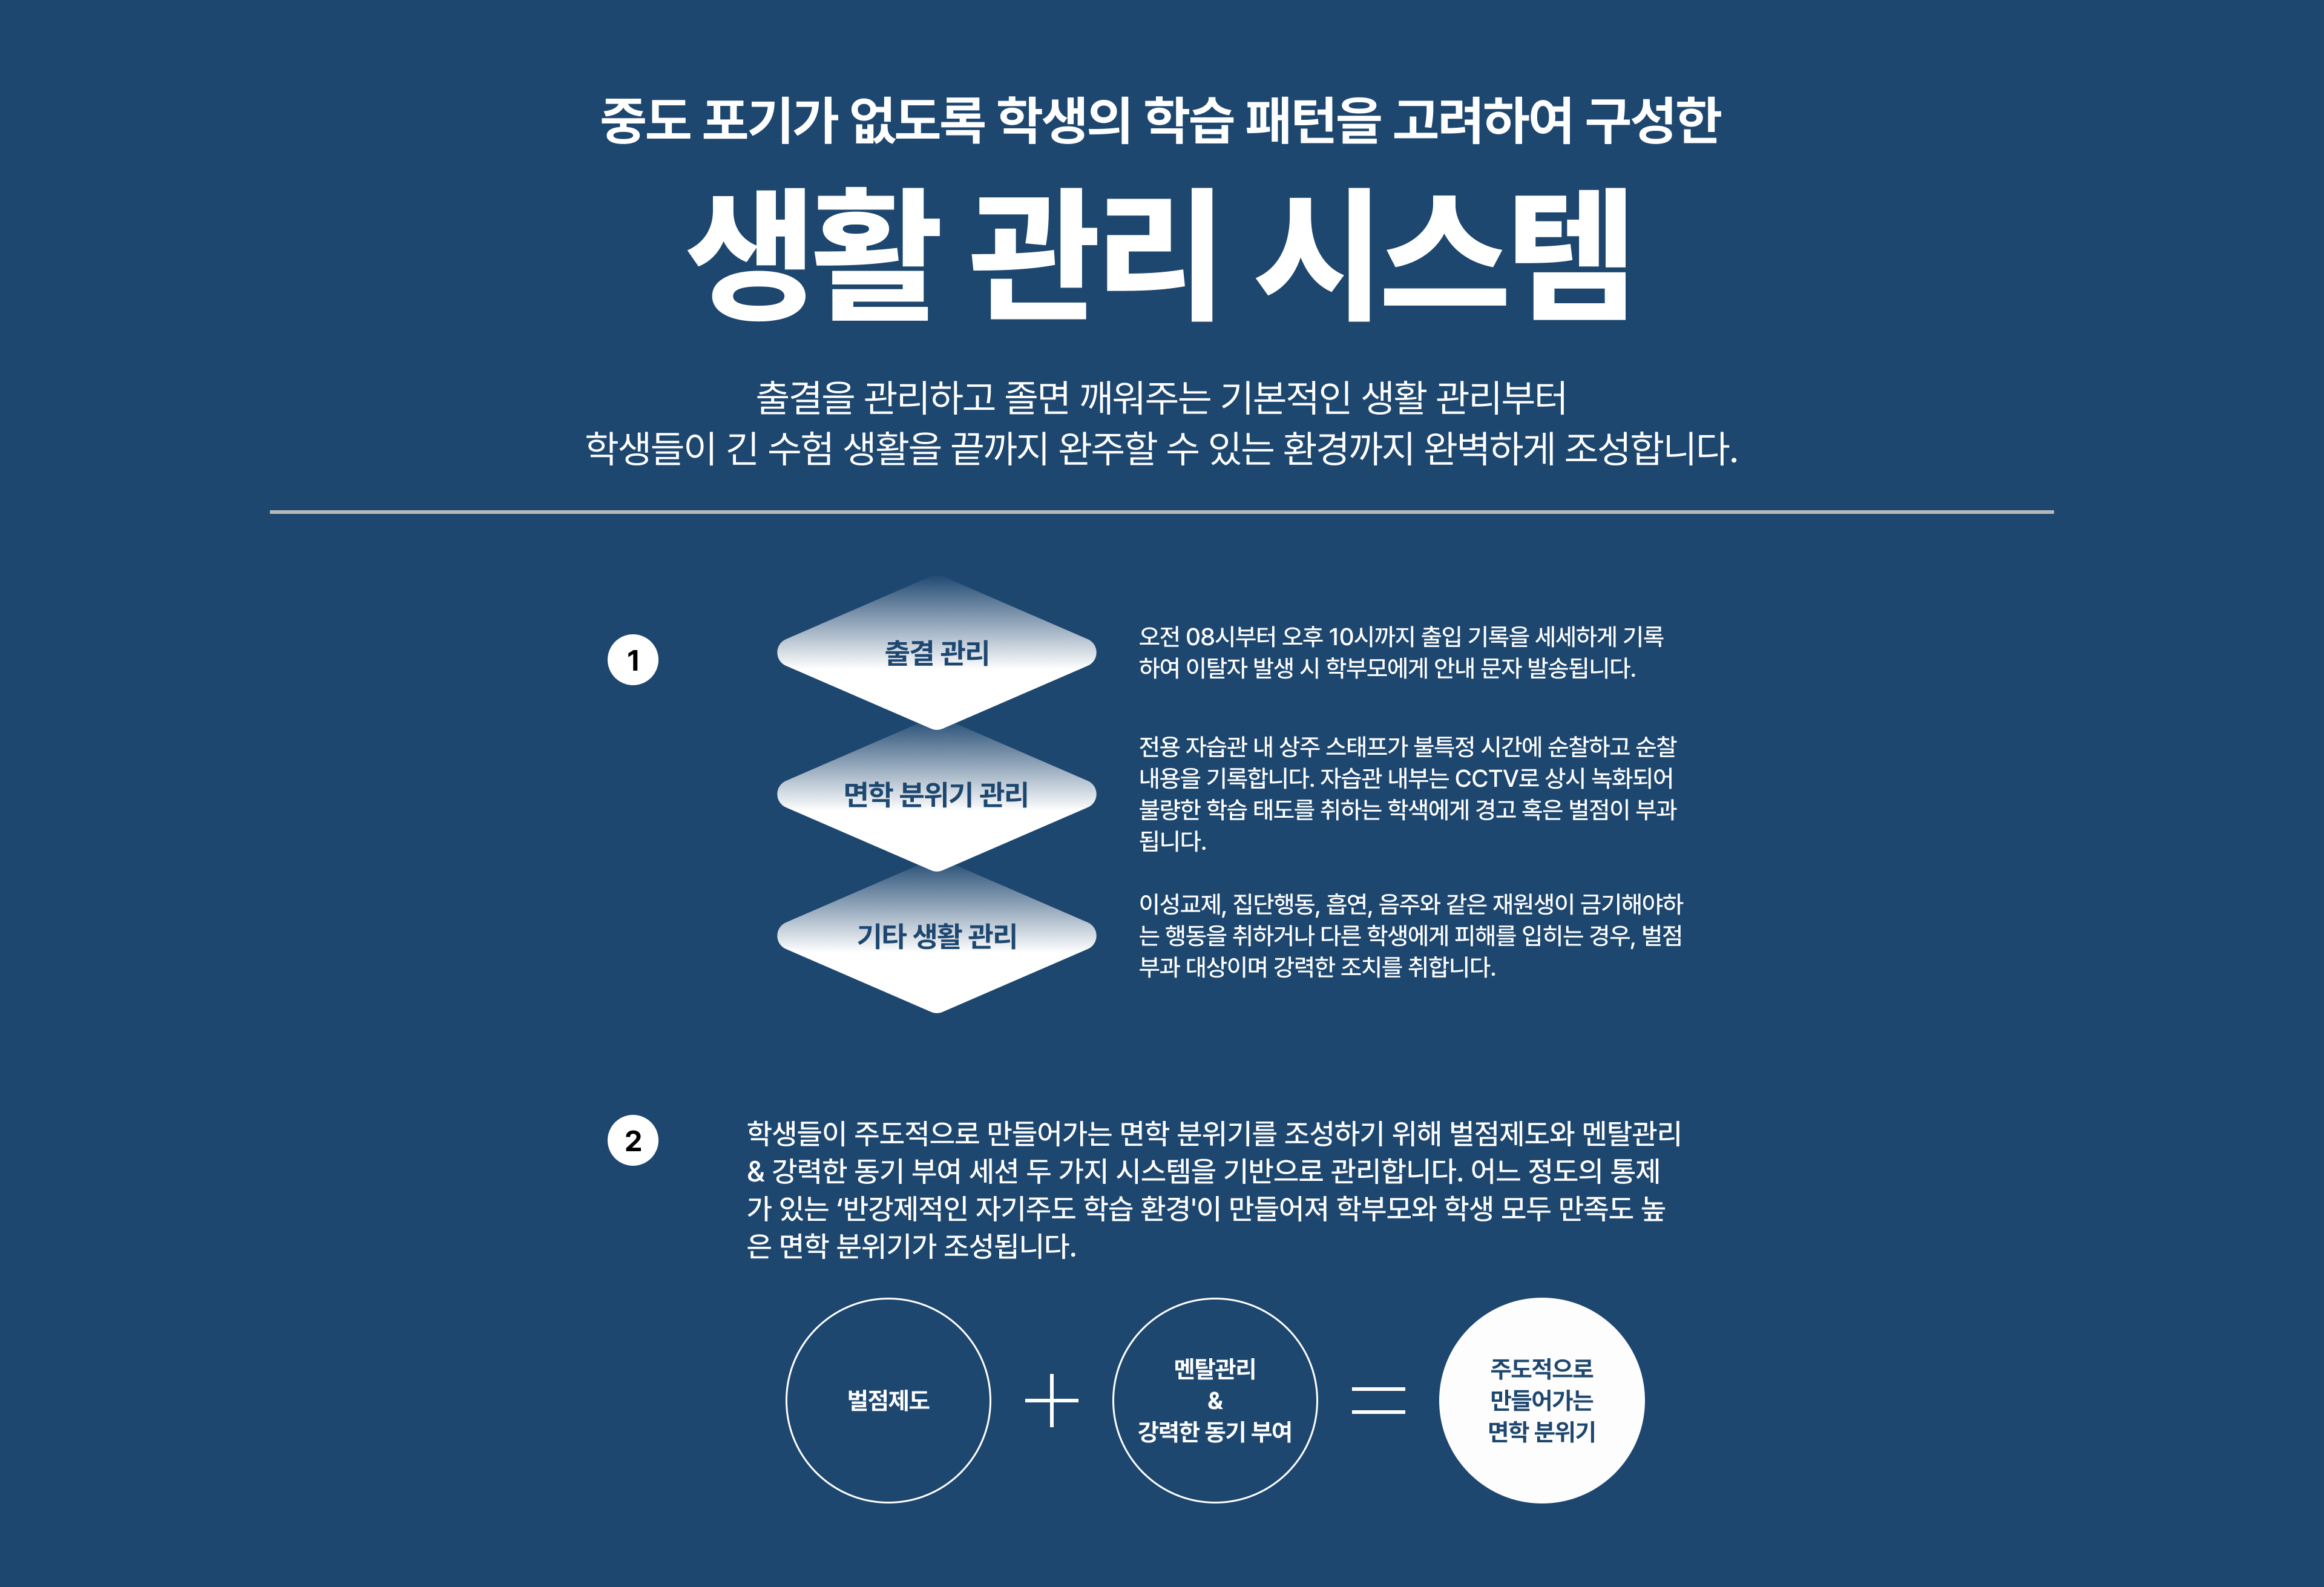 중도 포기가 없도록 학생의 학습 패턴을 고려하여 구성한
생활 관리 시스템
출결을 관리하고 졸면 깨워주는 기본적인 생활 관리부터
학생들이 긴 수험 생활을 끝까지 완주할 수 있는 환경까지 완벽하게 조성합니다.
1
출결 관리
오전 08시부터 오후 10시까지 출입 기록을 세세하게 기록
하여 이탈자 발생 시 학부모에게 안내 문자 발송됩니다.
면학 분위기 관리
전용 자습관 내 상주 스태프가 불특정 시간에 순찰하고 순찰
내용을 기록합니다. 자습관 내부는 CCTV로 상시 녹화되어
불량한 학습 태도를 취하는 학색에게 경고 혹은 벌점이 부과
됩니다.
기타 생활 관리
이성교제, 집단행동, 흡연, 음주와 같은 재원생이 금기해야하
는 행동을 취하거나 다른 학생에게 피해를 입히는 경우, 벌점
부과 대상이며 강력한 조치를 취합니다.
2
학생들이 주도적으로 만들어가는 면학 분위기를 조성하기 위해 벌점제도와 멘탈관리
& 강력한 동기 부여 세션 두 가지 시스템을 기반으로 관리합니다. 어느 정도의 통제
가 있는 ‘반강제적인 자기주도 학습 환경'이 만들어져 학부모와 학생 모두 만족도 높
은 면학 분위기가 조성됩니다.
벌점제도
+
멘탈관리
&
강력한 동기 부여
=
주도적으로
만들어가는
면학 분위기